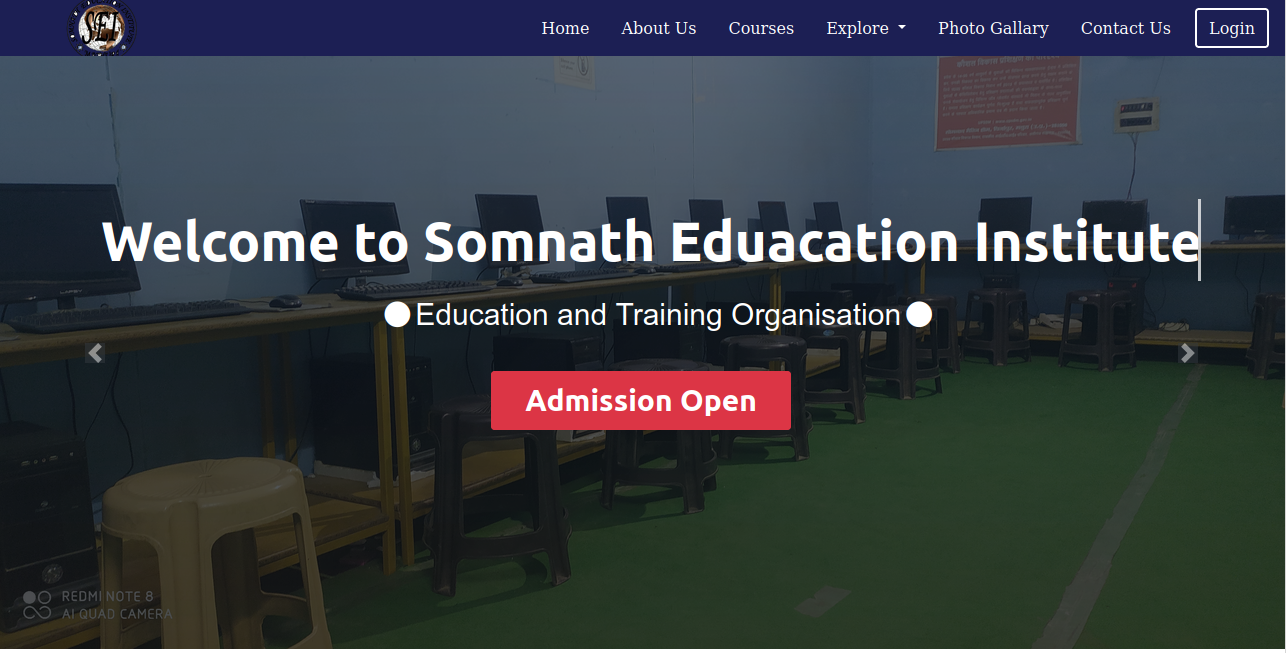 SEI
Home About Us Courses Explore Photo Gallary Contact Us Login
Welcome to Somnath Eduacation Institute
Education and Training Organisation
Admission Open
REDMI NOTE 8
AI QUAD CAMERA